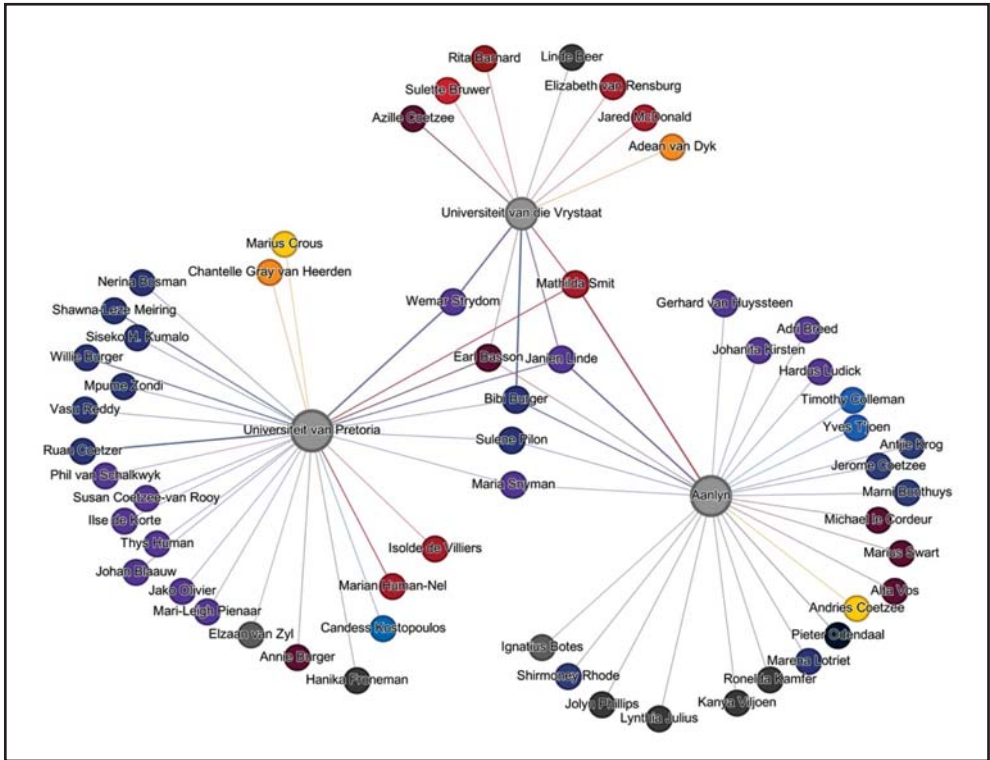 Rita Barnard
Linde Beer
Sulette Bruwer
Elizabeth van Rensburg
Azille Coetzee
Jared McDonald
Adean van Dyk
Universiteit van die Vrystaat
Marius Crous
Chantelle Gray van Heerden
Nerina Bosman
Mathilda Smit
Wemar Strydom
Gerhard van Huyssteen
Shawna-Leze Meiring
Adri Breed
Siseko H. Kumalo
Johanita Kirsten
Willie Burger
Earl Basson
Janien Linde
Hardus Ludick
Mpume Zondi
Bibi Burger
Timothy Colleman
Vasu Reddy
Universiteit van Pretoria
Yves T'joen
Sulene Pilon
Antjie Krog
Ruan Coetzer
Jerome Coetzee
Phil van Schalkwyk
Maria Snyman
Marni Bonthuys
Susan Coetzee-van Rooy
Aanlyn
Ilse de Korte
Michael le Cordeur
Thys Human
Isolde de Villiers
Marius Swart
Johan Blaauw
Marian Human-Nel
Jako Olivier
Alta Vos
Mari-Leigh Pienaar
Andries Coetzee
Elzaan van Zyl
Candess Kostopoulos
Pieter Odendaal
Annie Burger
Ignatius Botes
Marena Lotriet
Hanika Froneman
Shirmoney Rhode
Ronelda Kamfer
Jolyn Phillips
Kanya Viljoen
Lynthia Julius